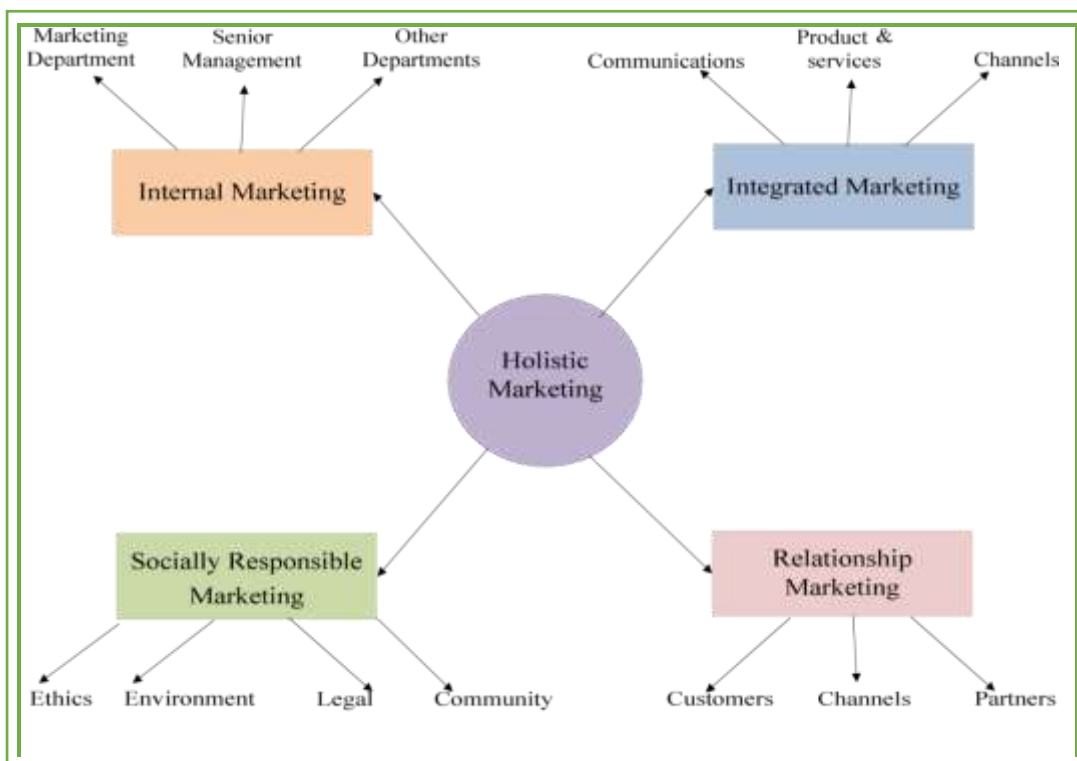 Marketing
Department
Senior
Management
Other
Departments
Communications
Product &
services
Channels
Internal Marketing
Integrated Marketing
Holistic
Marketing
Socially Responsible
Marketing
Relationship
Marketing
Ethics
Environment
Legal
Community
Customers
Channels
Partners